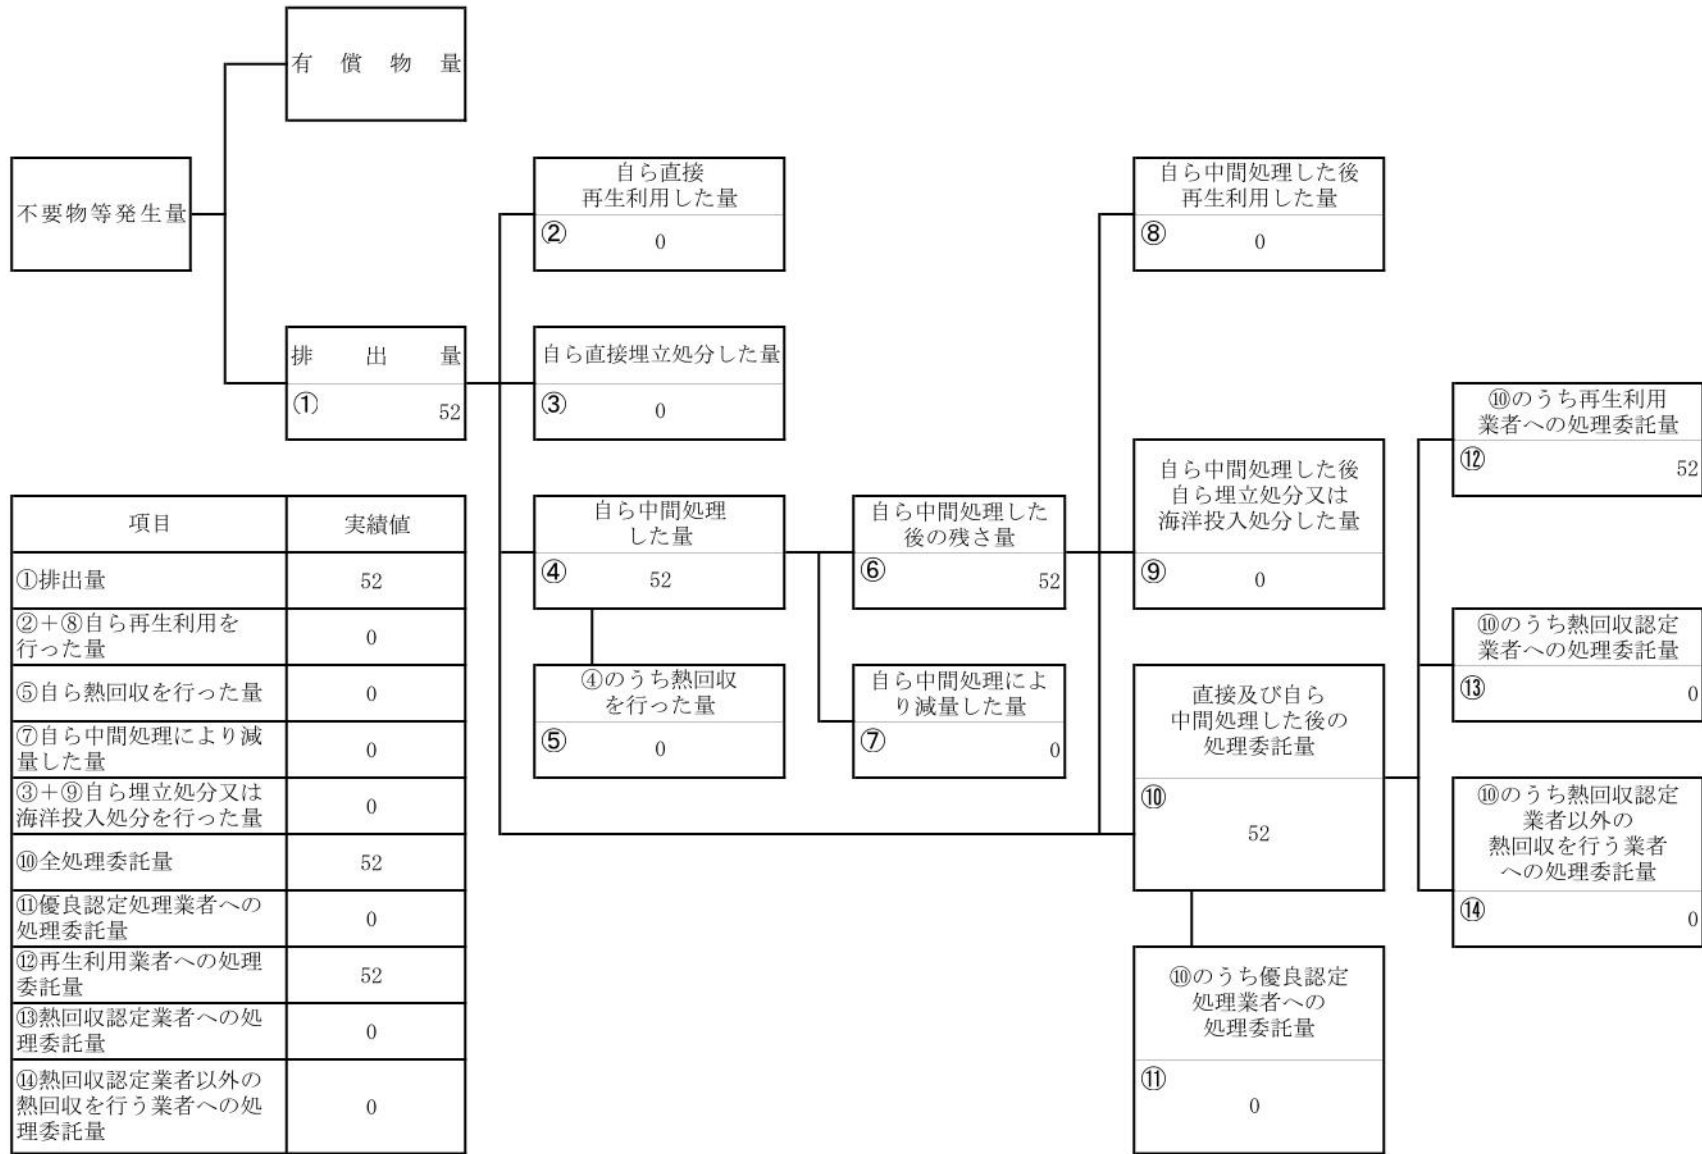 有償物量
不要物等発生量
排出量
① 52
自ら直接
再生利用した量
② 0
自ら直接埋立処分した量
③ 0
自ら中間処理
した量
④ 52
④のうち熱回収
を行った量
⑤ 0
自ら中間処理した
後の残さ量
⑥ 52
自ら中間処理によ
り減量した量
⑦ 0
自ら中間処理した後
再生利用した量
⑧ 0
自ら中間処理した後
自ら埋立処分又は
海洋投入処分した量
⑨ 0
直接及び自ら
中間処理した後の
処理委託量
⑩
52
⑩のうち優良認定
処理業者への
処理委託量
⑪
0
⑩のうち再生利用
業者への処理委託量
⑫ 52
⑩のうち熱回収認定
業者への処理委託量
⑬ 0
⑩のうち熱回収認定
業者以外の
熱回収を行う業者
への処理委託量
⑭ 0
項目 実績値
①排出量 52
②+⑧自ら再生利用を
行った量 0
⑤自ら熱回収を行った量 0
⑦自ら中間処理により減
量した量 0
③+⑨自ら埋立処分又は
海洋投入処分を行った量 0
⑩全処理委託量 52
⑪優良認定処理業者への
処理委託量 0
⑫再生利用業者への処理
委託量 52
⑬熱回収認定業者への処
理委託量 0
⑭熱回収認定業者以外の
熱回収を行う業者への処 0
理委託量